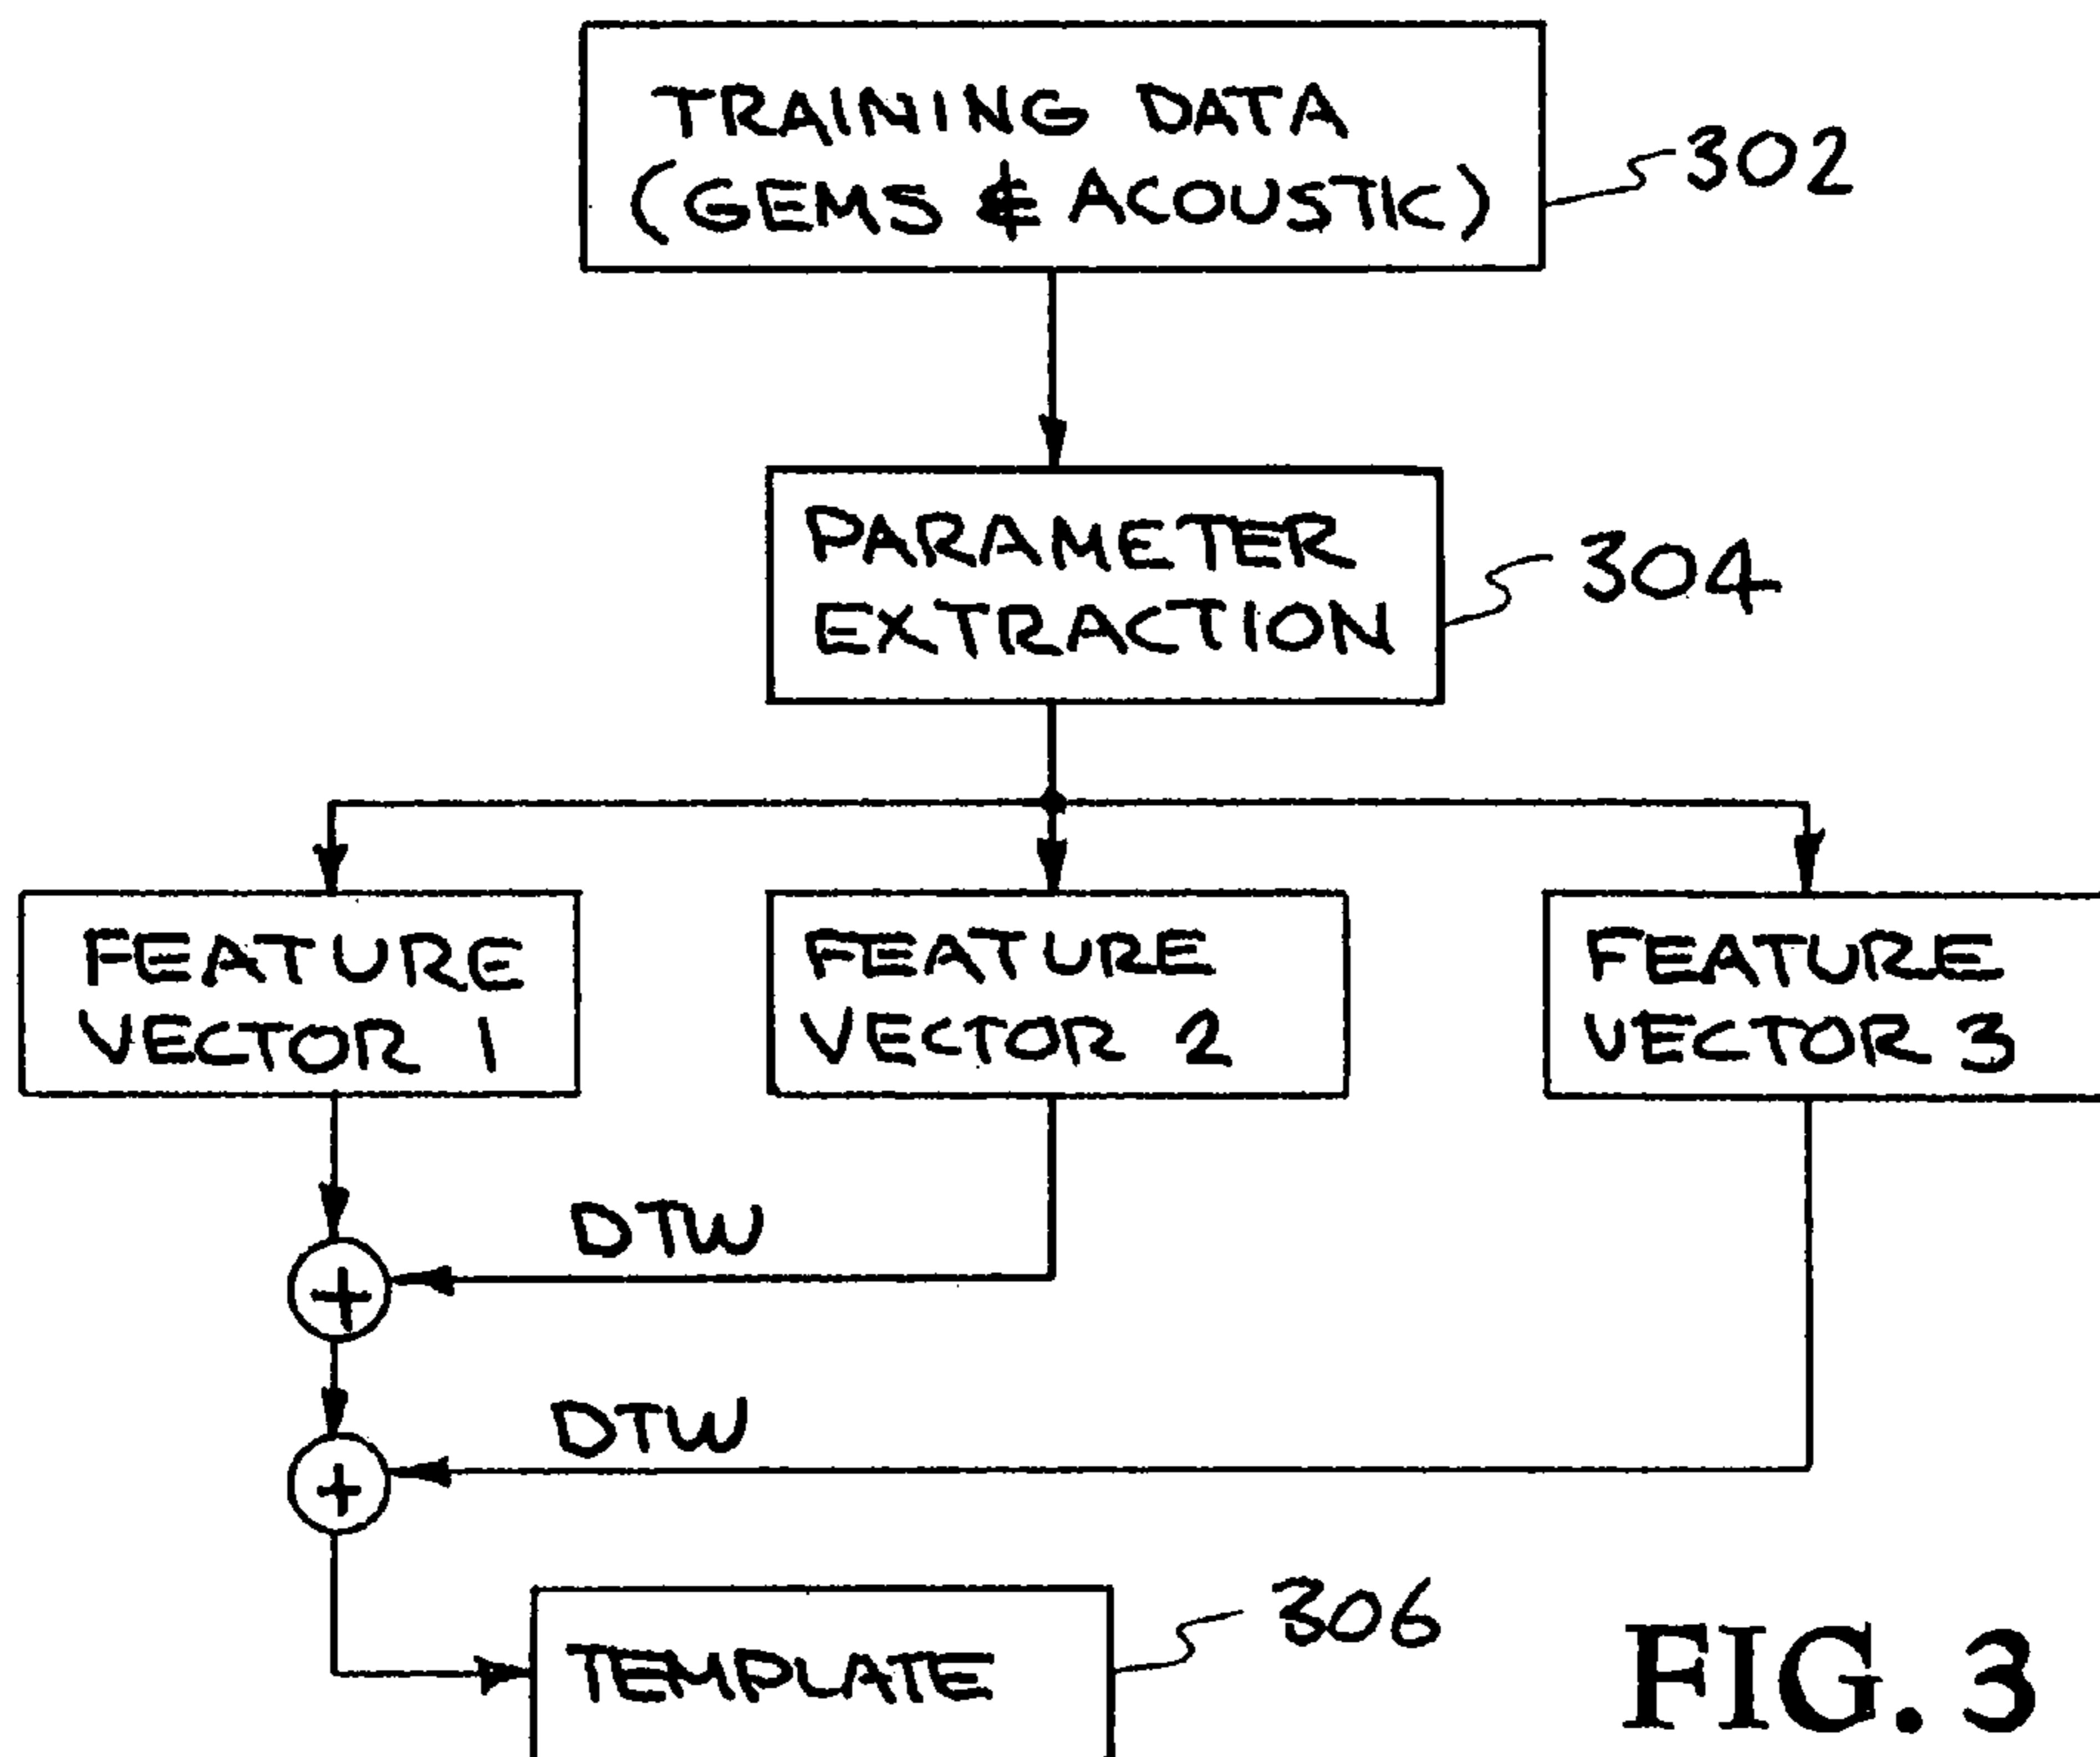 TRAINING DATA
(GEMS & ACOUSTIC)
302
PARAMETER
EXTRACTION
304
FEATURE
VECTOR 1
FEATURE
VECTOR 2
FEATURE
VECTOR 3
DTW
DTW
TEMPLATE
306
FIG. 3